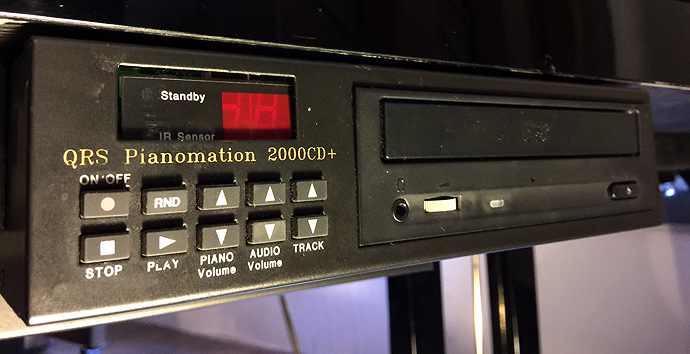 Standby
IR Sensor
QRS Pianomation 2000CD+
ON/OFF
RND
STOP
PLAY
PIANO
Volume
AUDIO
Volume
TRACK